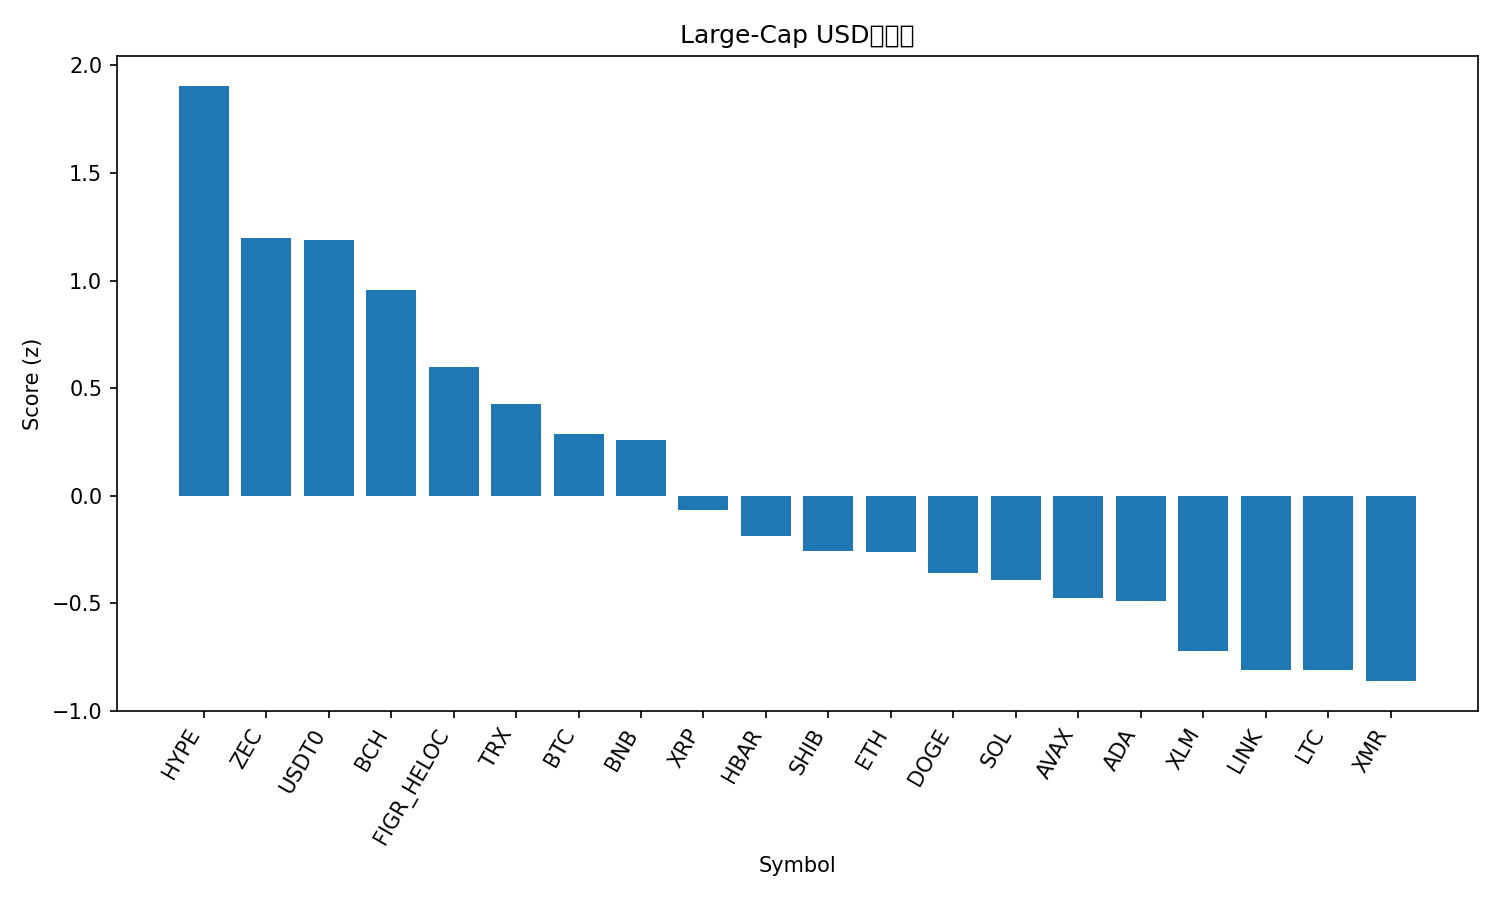 Large-Cap USD
2.0
1.5
1.0
0.5
0.0
−0.5
−1.0
Score (z)
HYPE
ZEC
USDT0
BCH
FIGR_HELOC
TRX
BTC
BNB
XRP
HBAR
SHIB
ETH
DOGE
SOL
AVAX
ADA
XLM
LINK
LTC
XMR
Symbol